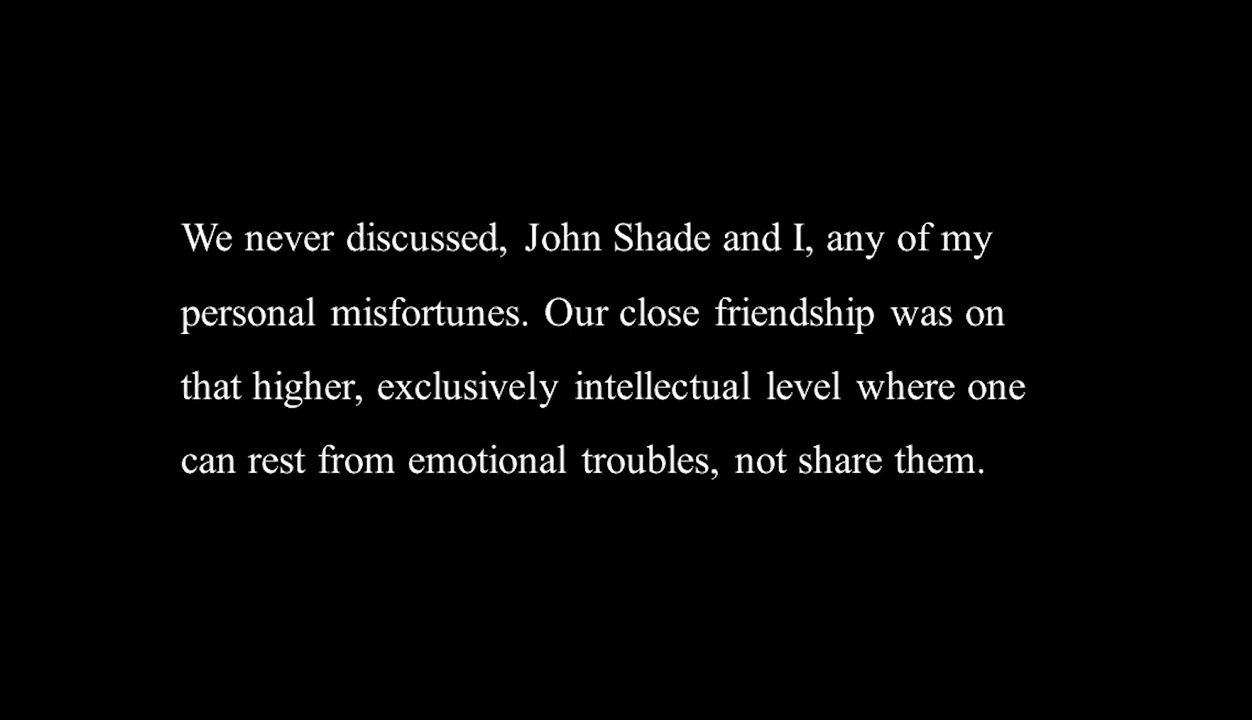 We never discussed, John Shade and I, any of my
personal misfortunes. Our close friendship was on
that higher, exclusively intellectual level where one
can rest from emotional troubles, not share them.